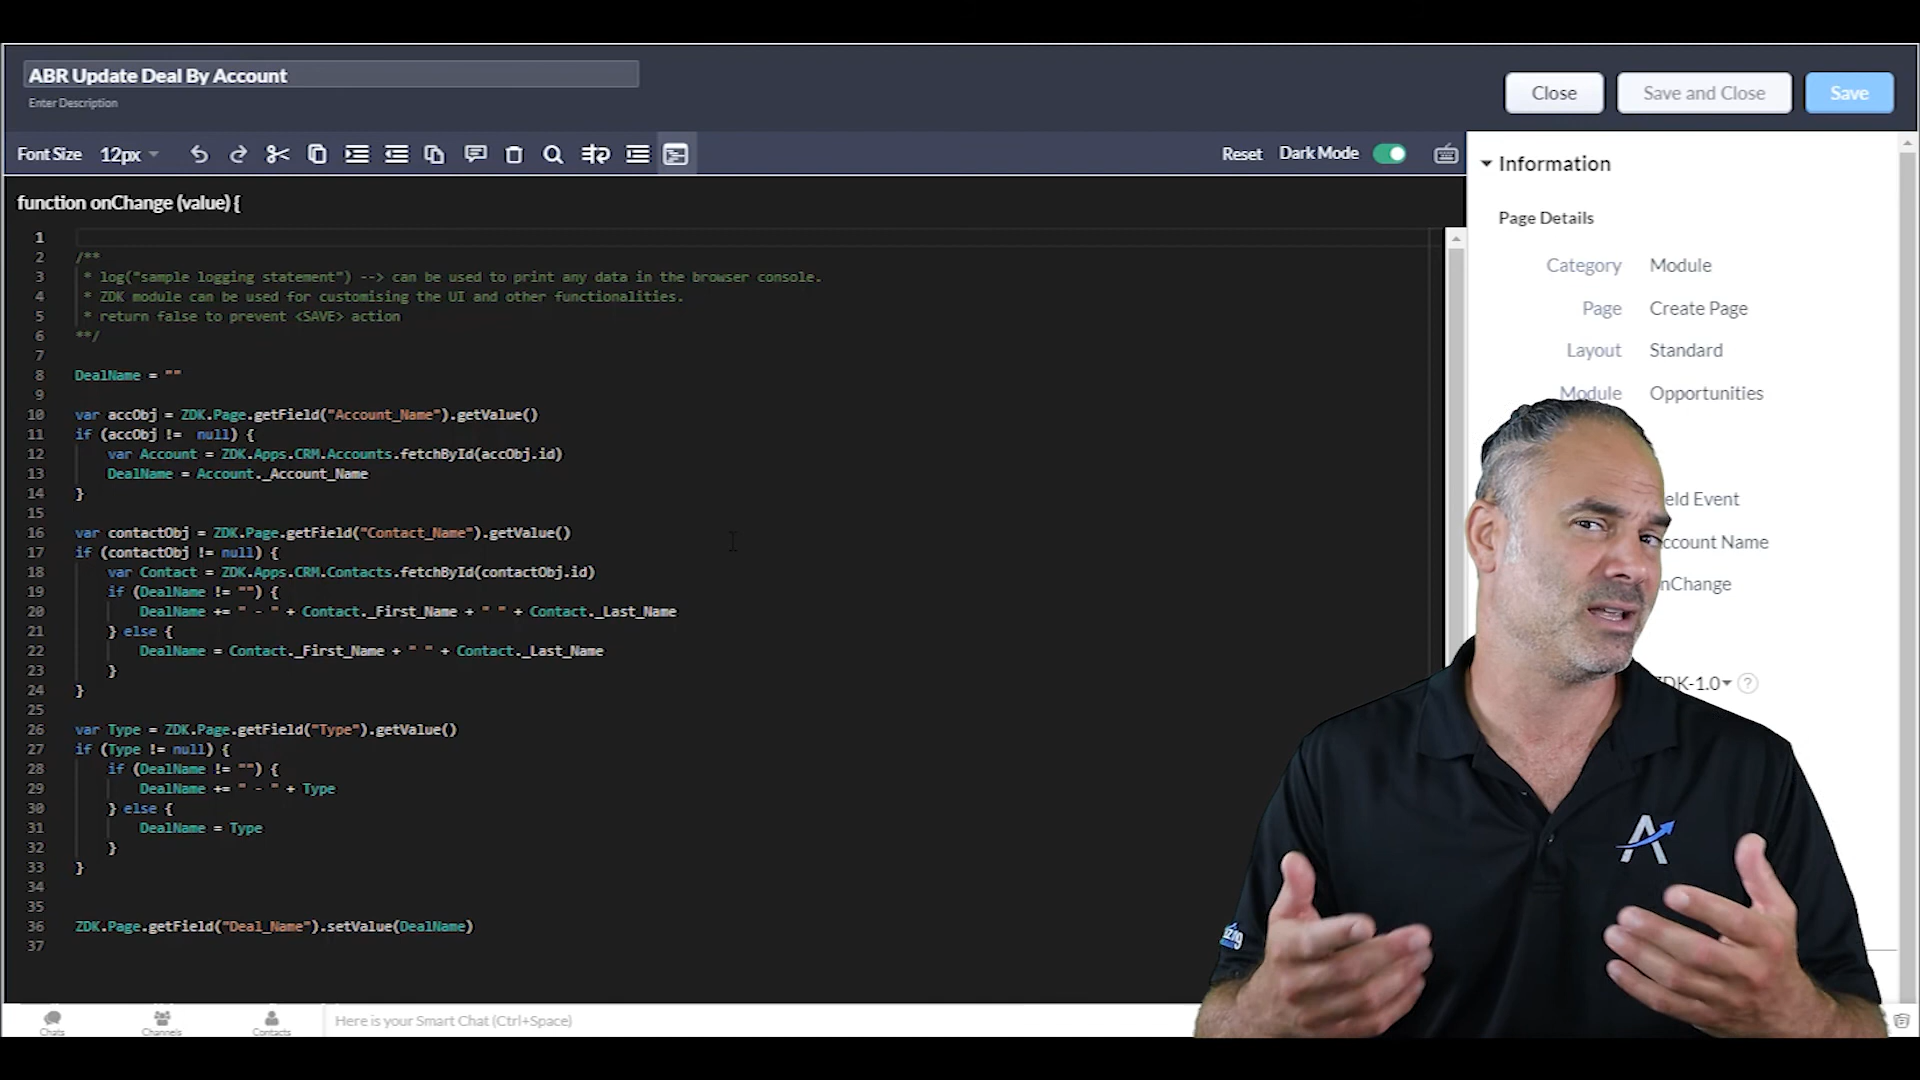 ABR Update Deal By Account
Enter Description
Close
Save and Close
Save
Font Size 12px
Reset Dark Mode
function onChange (value) {
1
2 /**
3 * log("sample logging statement") --> can be used to print any data in the browser console.
4 * ZDK module can be used for customising the UI and other functionalities.
5 * return false to prevent <SAVE> action
6 **/
7
8 DealName = ""
9
10 var accObj = ZDK.Page.getField("Account_Name").getValue()
11 if (accObj != null) {
12 var Account = ZDK.Apps.CRM.Accounts.fetchById(accObj.id)
13 DealName = Account._Account_Name
14 }
15
16 var contactObj = ZDK.Page.getField("Contact_Name").getValue()
17 if (contactObj != null) {
18 var Contact = ZDK.Apps.CRM.Contacts.fetchById(contactObj.id)
19 if (DealName != "") {
20 DealName += " - " + Contact._First_Name + " " + Contact._Last_Name
21 } else {
22 DealName = Contact._First_Name + " " + Contact._Last_Name
23 }
24 }
25
26 var Type = ZDK.Page.getField("Type").getValue()
27 if (Type != null) {
28 if (DealName != "") {
29 DealName += " - " + Type
30 } else {
31 DealName = Type
32 }
33 }
34
35
36 ZDK.Page.getField("Deal_Name").setValue(DealName)
37
Information
Page Details
Category Module
Page Create Page
Layout Standard
Module Opportunities
eld Event
ccount Name
nChange
DK-1.0 ?
Chats
Channels
Contacts
Here is your Smart Chat (Ctrl+Space)